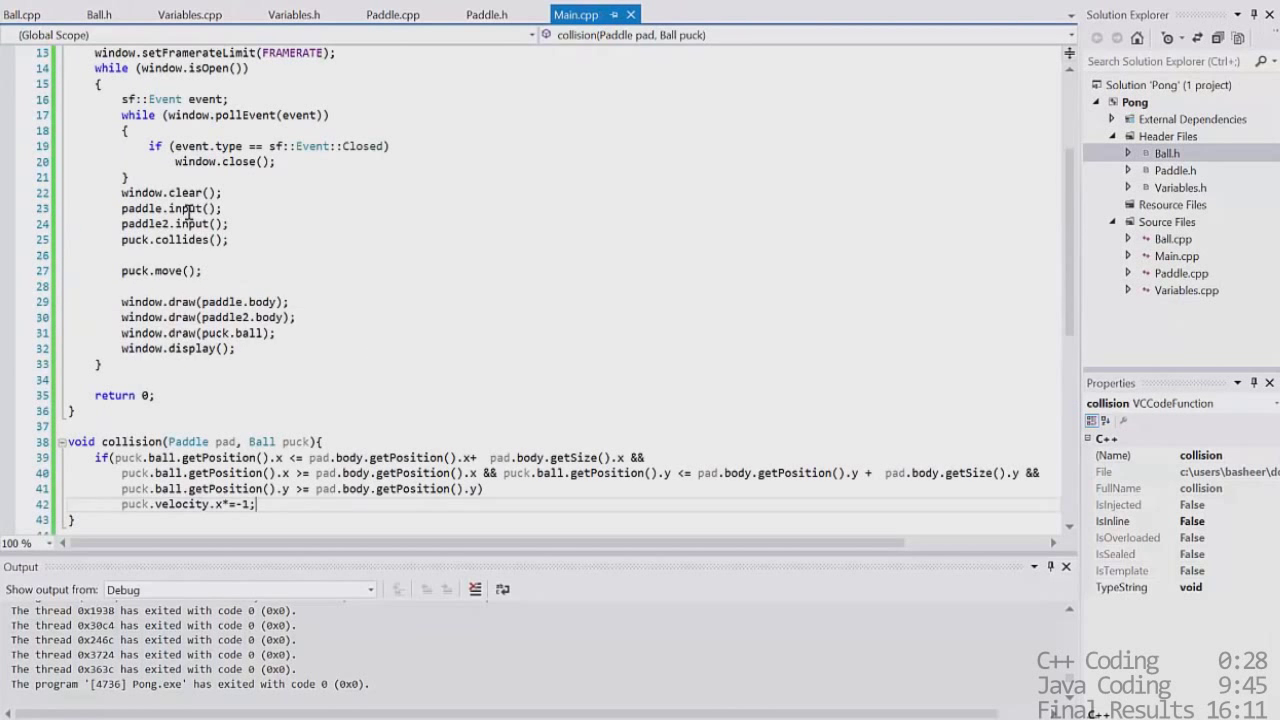 Ball.cpp Ball.h Variables.cpp Variables.h Paddle.cpp Paddle.h Main.cpp
(Global Scope) collision(Paddle pad, Ball puck)
13 window.setFramerateLimit(FRAMERATE);
14 while (window.isOpen())
15 {
16 sf::Event event;
17 while (window.pollEvent(event))
18 {
19 if (event.type == sf::Event::Closed)
20 window.close();
21 }
22 window.clear();
23 paddle.input();
24 paddle2.input();
25 puck.collides();
26
27 puck.move();
28
29 window.draw(paddle.body);
30 window.draw(paddle2.body);
31 window.draw(puck.ball);
32 window.display();
33 }
34
35 return 0;
36 }
37
38 void collision(Paddle pad, Ball puck){
39 if(puck.ball.getPosition().x <= pad.body.getPosition().x+ pad.body.getSize().x &&
40 puck.ball.getPosition().x >= pad.body.getPosition().x && puck.ball.getPosition().y <= pad.body.getPosition().y + pad.body.getSize().y &&
41 puck.ball.getPosition().y >= pad.body.getPosition().y)
42 puck.velocity.x*=-1;
43 }
100 %
Output
Show output from: Debug
The thread 0x1938 has exited with code 0 (0x0).
The thread 0x30c4 has exited with code 0 (0x0).
The thread 0x246c has exited with code 0 (0x0).
The thread 0x3724 has exited with code 0 (0x0).
The thread 0x363c has exited with code 0 (0x0).
The program '[4736] Pong.exe' has exited with code 0 (0x0).
Solution Explorer
Search Solution Explorer (Ctrl+;)
Solution 'Pong' (1 project)
Pong
External Dependencies
Header Files
Ball.h
Paddle.h
Variables.h
Resource Files
Source Files
Ball.cpp
Main.cpp
Paddle.cpp
Variables.cpp
Properties
collision VCCodeFunction
C++
(Name) collision
File c:\users\basheer\do
FullName collision
IsInjected False
IsInline False
IsOverloaded False
IsSealed False
IsTemplate False
TypeString void
C++ Coding 0:28
Java Coding 9:45
Final Results 16:11
C++